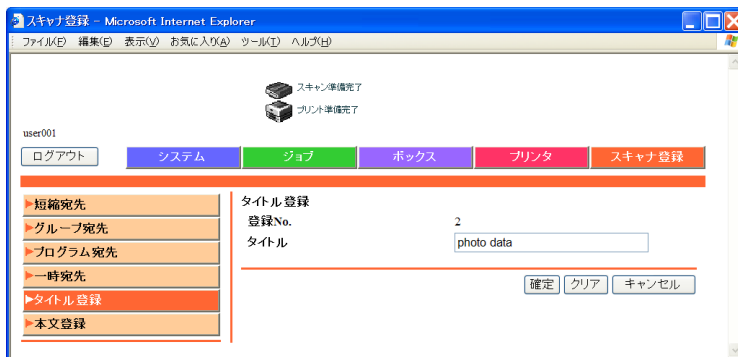 スキャナ登録 - Microsoft Internet Explorer
ファイル(F) 編集(E) 表示(V) お気に入り(A) ツール(T) ヘルプ(H)
スキャン準備完了
プリント準備完了
user001
ログアウト システム ジョブ ボックス プリンタ スキャナ登録
短縮宛先
グループ宛先
プログラム宛先
一時宛先
タイトル登録
本文登録
タイトル登録
登録No. 2
タイトル photo data
確定 クリア キャンセル